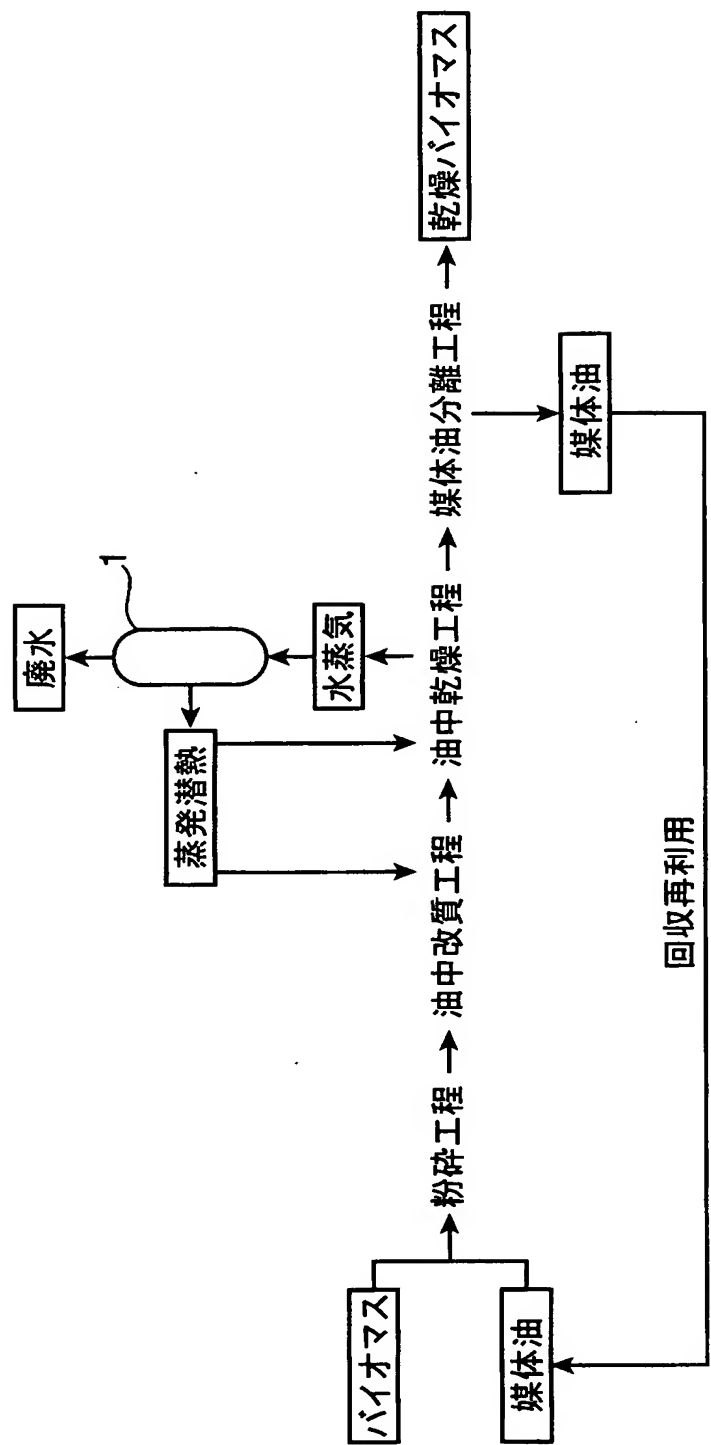 廃水
1
蒸発潜熱
水蒸気
バイオマス
媒体油
粉砕工程
油中改質工程
油中乾燥工程
媒体油分離工程
乾燥バイオマス
媒体油
回収再利用